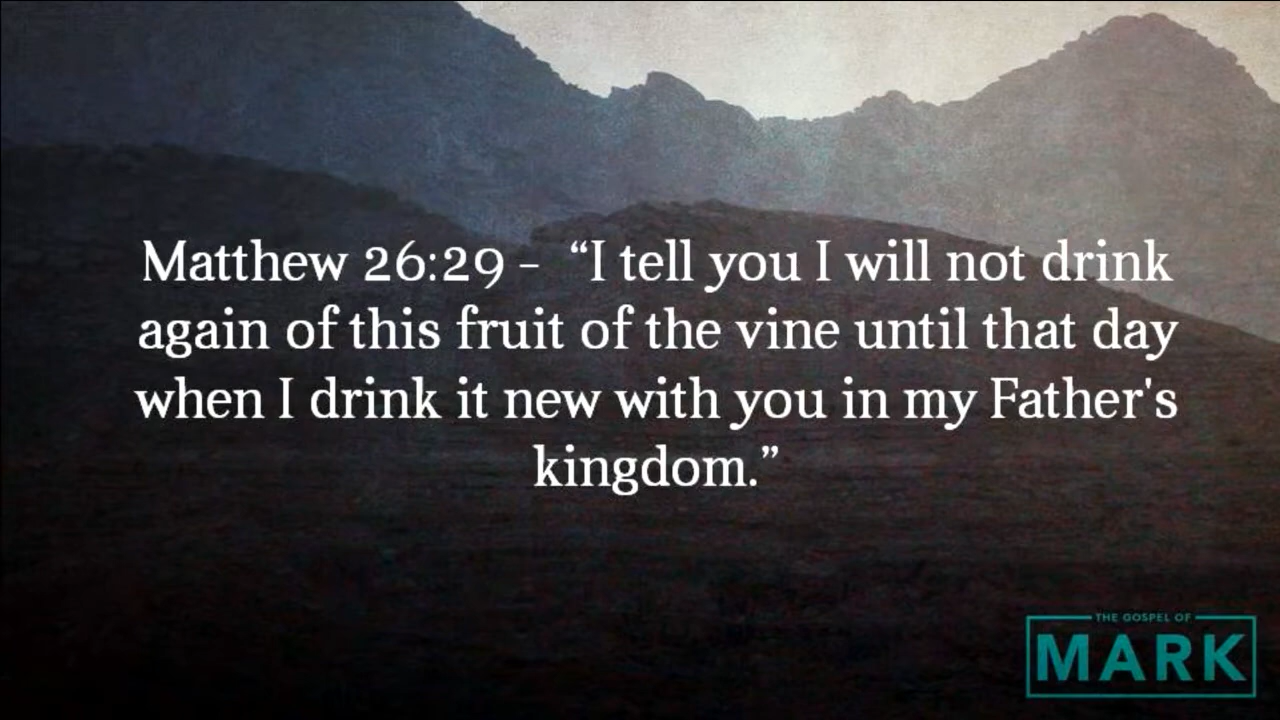 Matthew 26:29 – “I tell you I will not drink
again of this fruit of the vine until that day
when I drink it new with you in my Father's
kingdom.”
THE GOSPEL OF
MARK